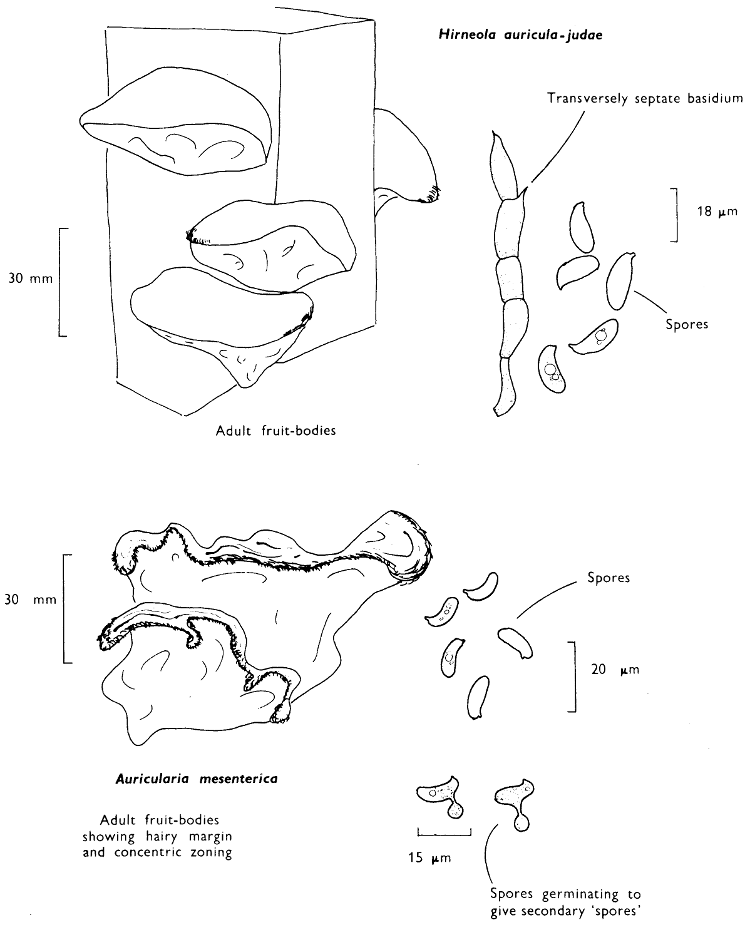 Hirneola auricula-judae
Transversely septate basidium
18 µm
30 mm
Spores
Adult fruit-bodies
Spores
30 mm
20 µm
Auricularia mesenterica
Adult fruit-bodies
showing hairy margin
and concentric zoning
15 µm
Spores germinating to
give secondary 'spores'